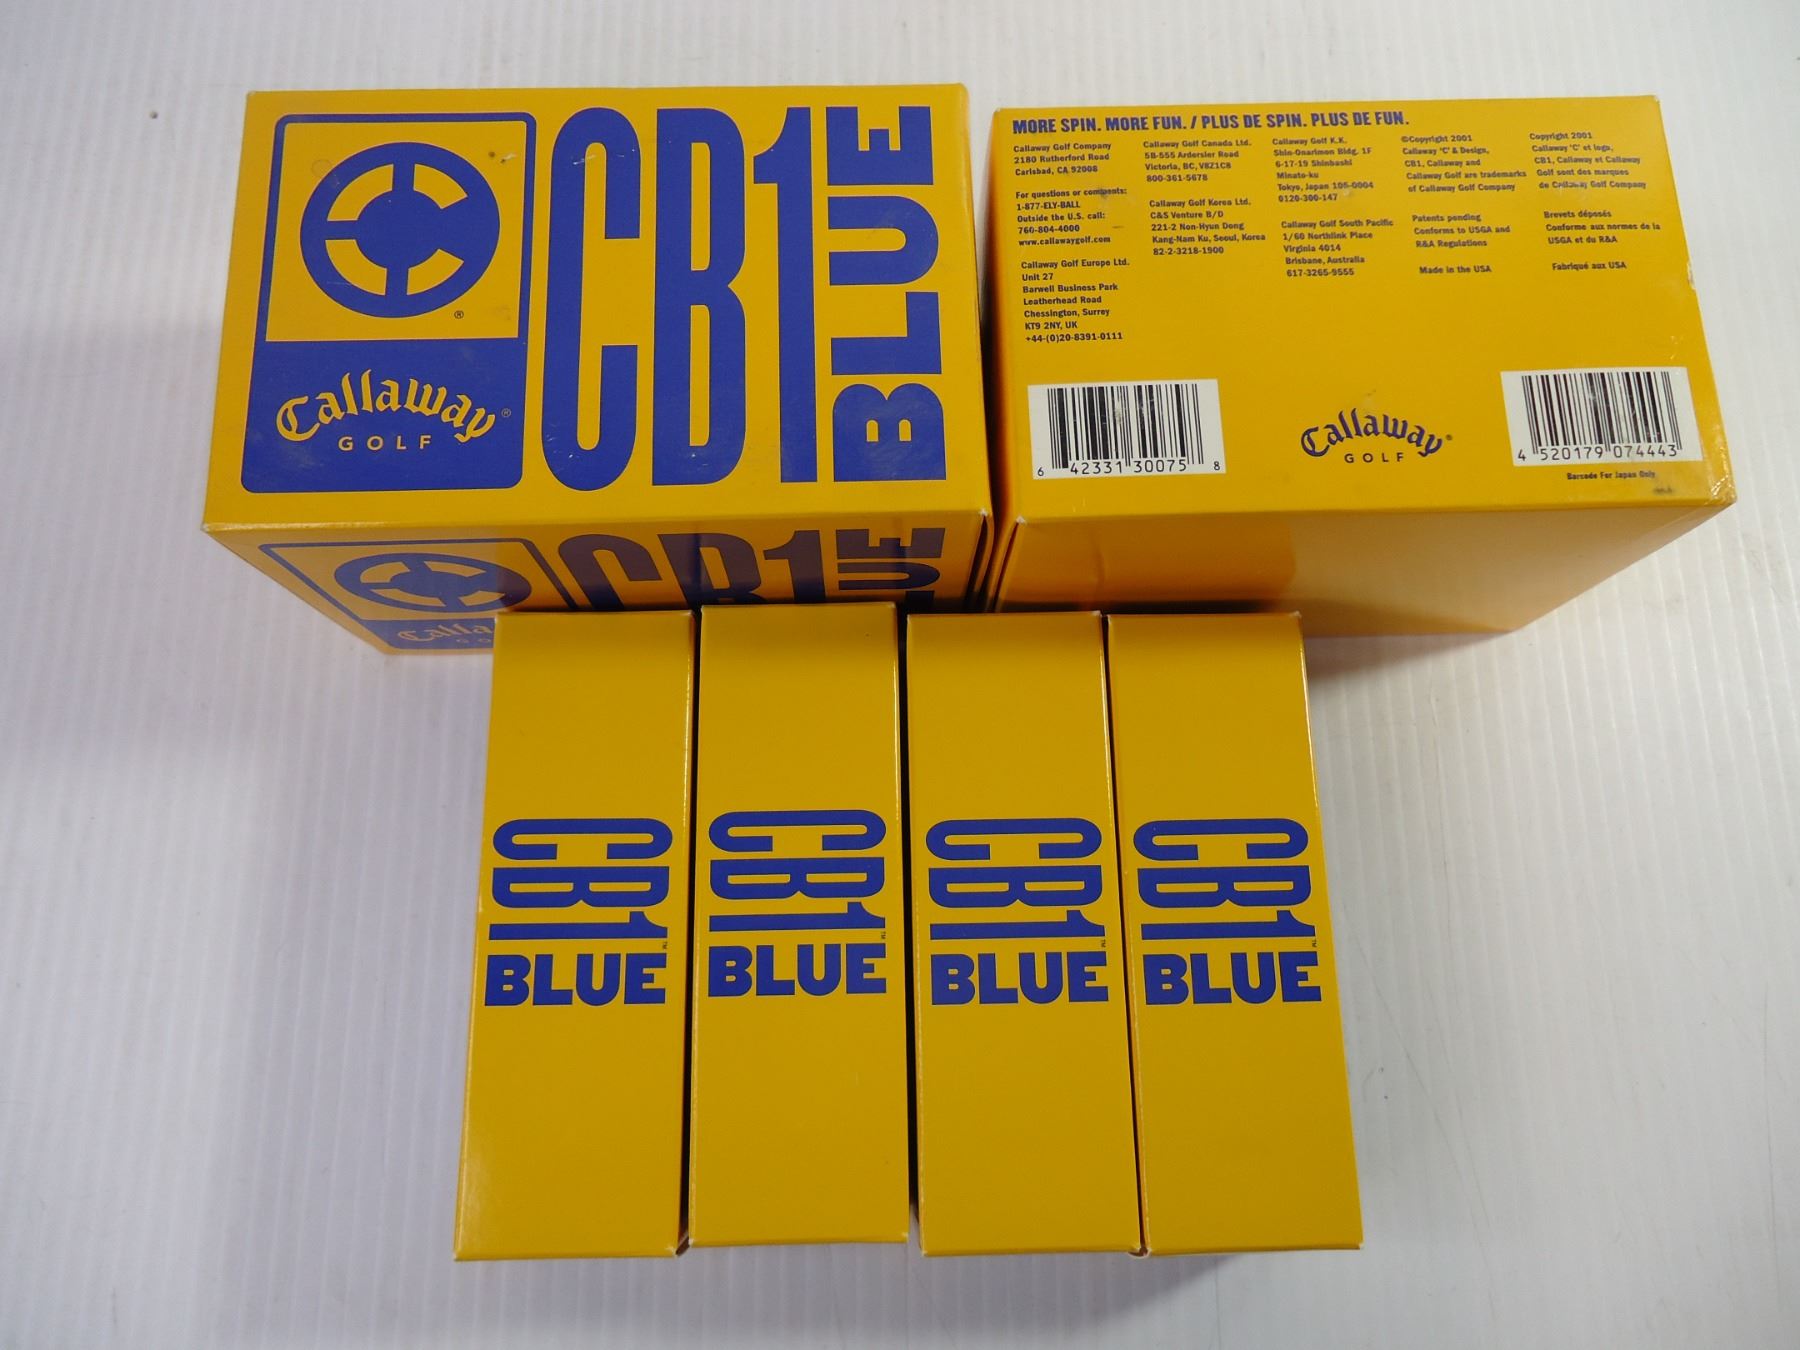 CB1
BLUE
®
Callaway®
GOLF
CB1
BLUE
Calla
MORE SPIN. MORE FUN. / PLUS DE SPIN. PLUS DE FUN.
Callaway Golf Company
2180 Rutherford Road
Carlsbad, CA 92008
For questions or comments:
1-877-ELY-BALL
Outside the U.S. call:
760-804-4000
www.callawaygolf.com
Callaway Golf Europe Ltd.
Unit 27
Barwell Business Park
Leatherhead Road
Chessington, Surrey
KT9 2NY, UK
+44-(0)20-8391-0111
Callaway Golf Canada Ltd.
5B-555 Ardersier Road
Victoria, BC, V8Z1C8
800-361-5678
Callaway Golf Korea Ltd.
C&S Venture B/D
221-2 Non-Hyun Dong
Kang-Nam Ku, Seoul, Korea
82-2-3218-1900
Callaway Golf K.K.
Shin-Onarimon Bldg. 1F
6-17-19 Shinbashi
Minato-ku
Tokyo, Japan 105-0004
0120-300-147
Callaway Golf South Pacific
1/60 Northlink Place
Virginia 4014
Brisbane, Australia
617-3265-9555
©Copyright 2001
Callaway 'C' & Design,
CB1, Callaway and
Callaway Golf are trademarks
of Callaway Golf Company
Patents pending
Conforms to USGA and
R&A Regulations
Made in the USA
Copyright 2001
Callaway 'C' et logo,
CB1, Callaway et Callaway
Golf sont des marques
de Callaway Golf Company
Brevets déposés
Conforme aux normes de la
USGA et du R&A
Fabriqué aux USA
6 42331 30075 8
Callaway®
GOLF
4 520179 074443
Barcode For Japan Only
CB1™
BLUE
CB1™
BLUE
CB1™
BLUE
CB1™
BLUE